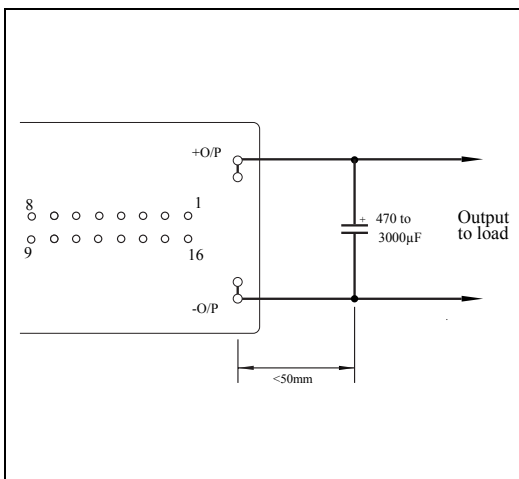 +O/P
8
1
9
16
+
470 to
3000µF
Output
to load
-O/P
<50mm